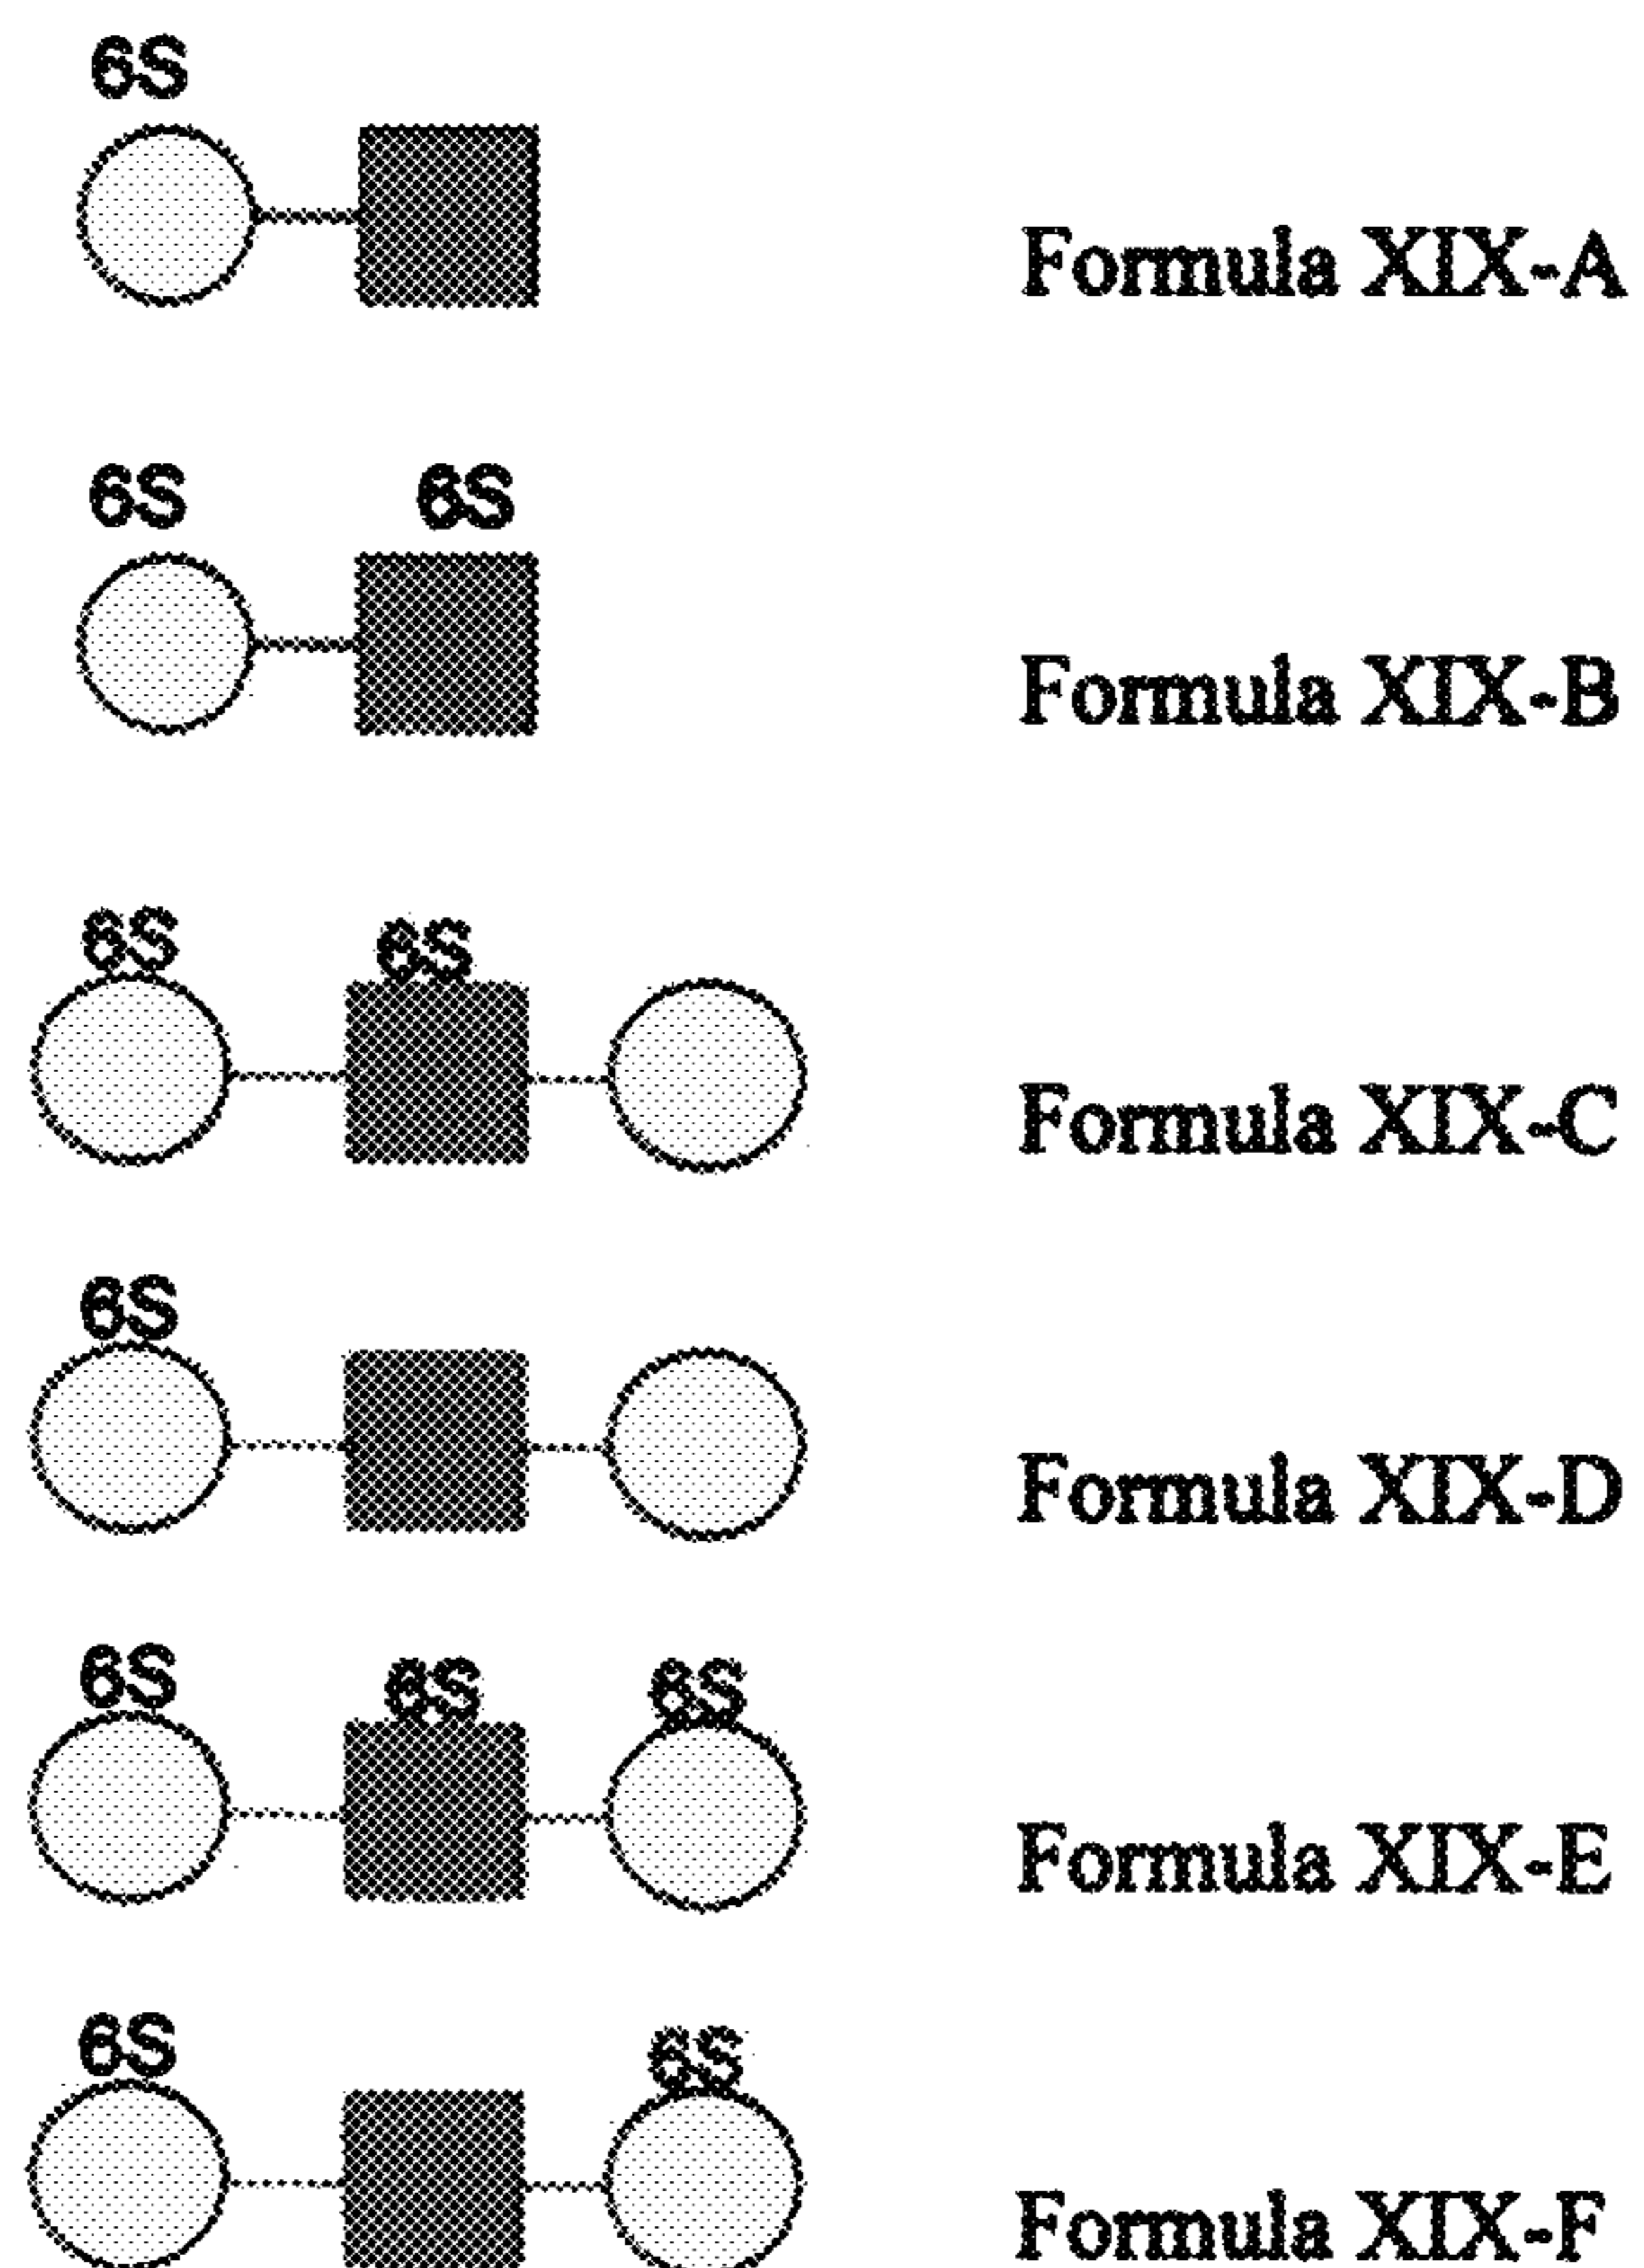 6S
Formula XIX-A
6S 6S
Formula XIX-B
6S 6S
Formula XIX-C
6S
Formula XIX-D
6S 6S 6S
Formula XIX-E
6S 6S
Formula XIX-F